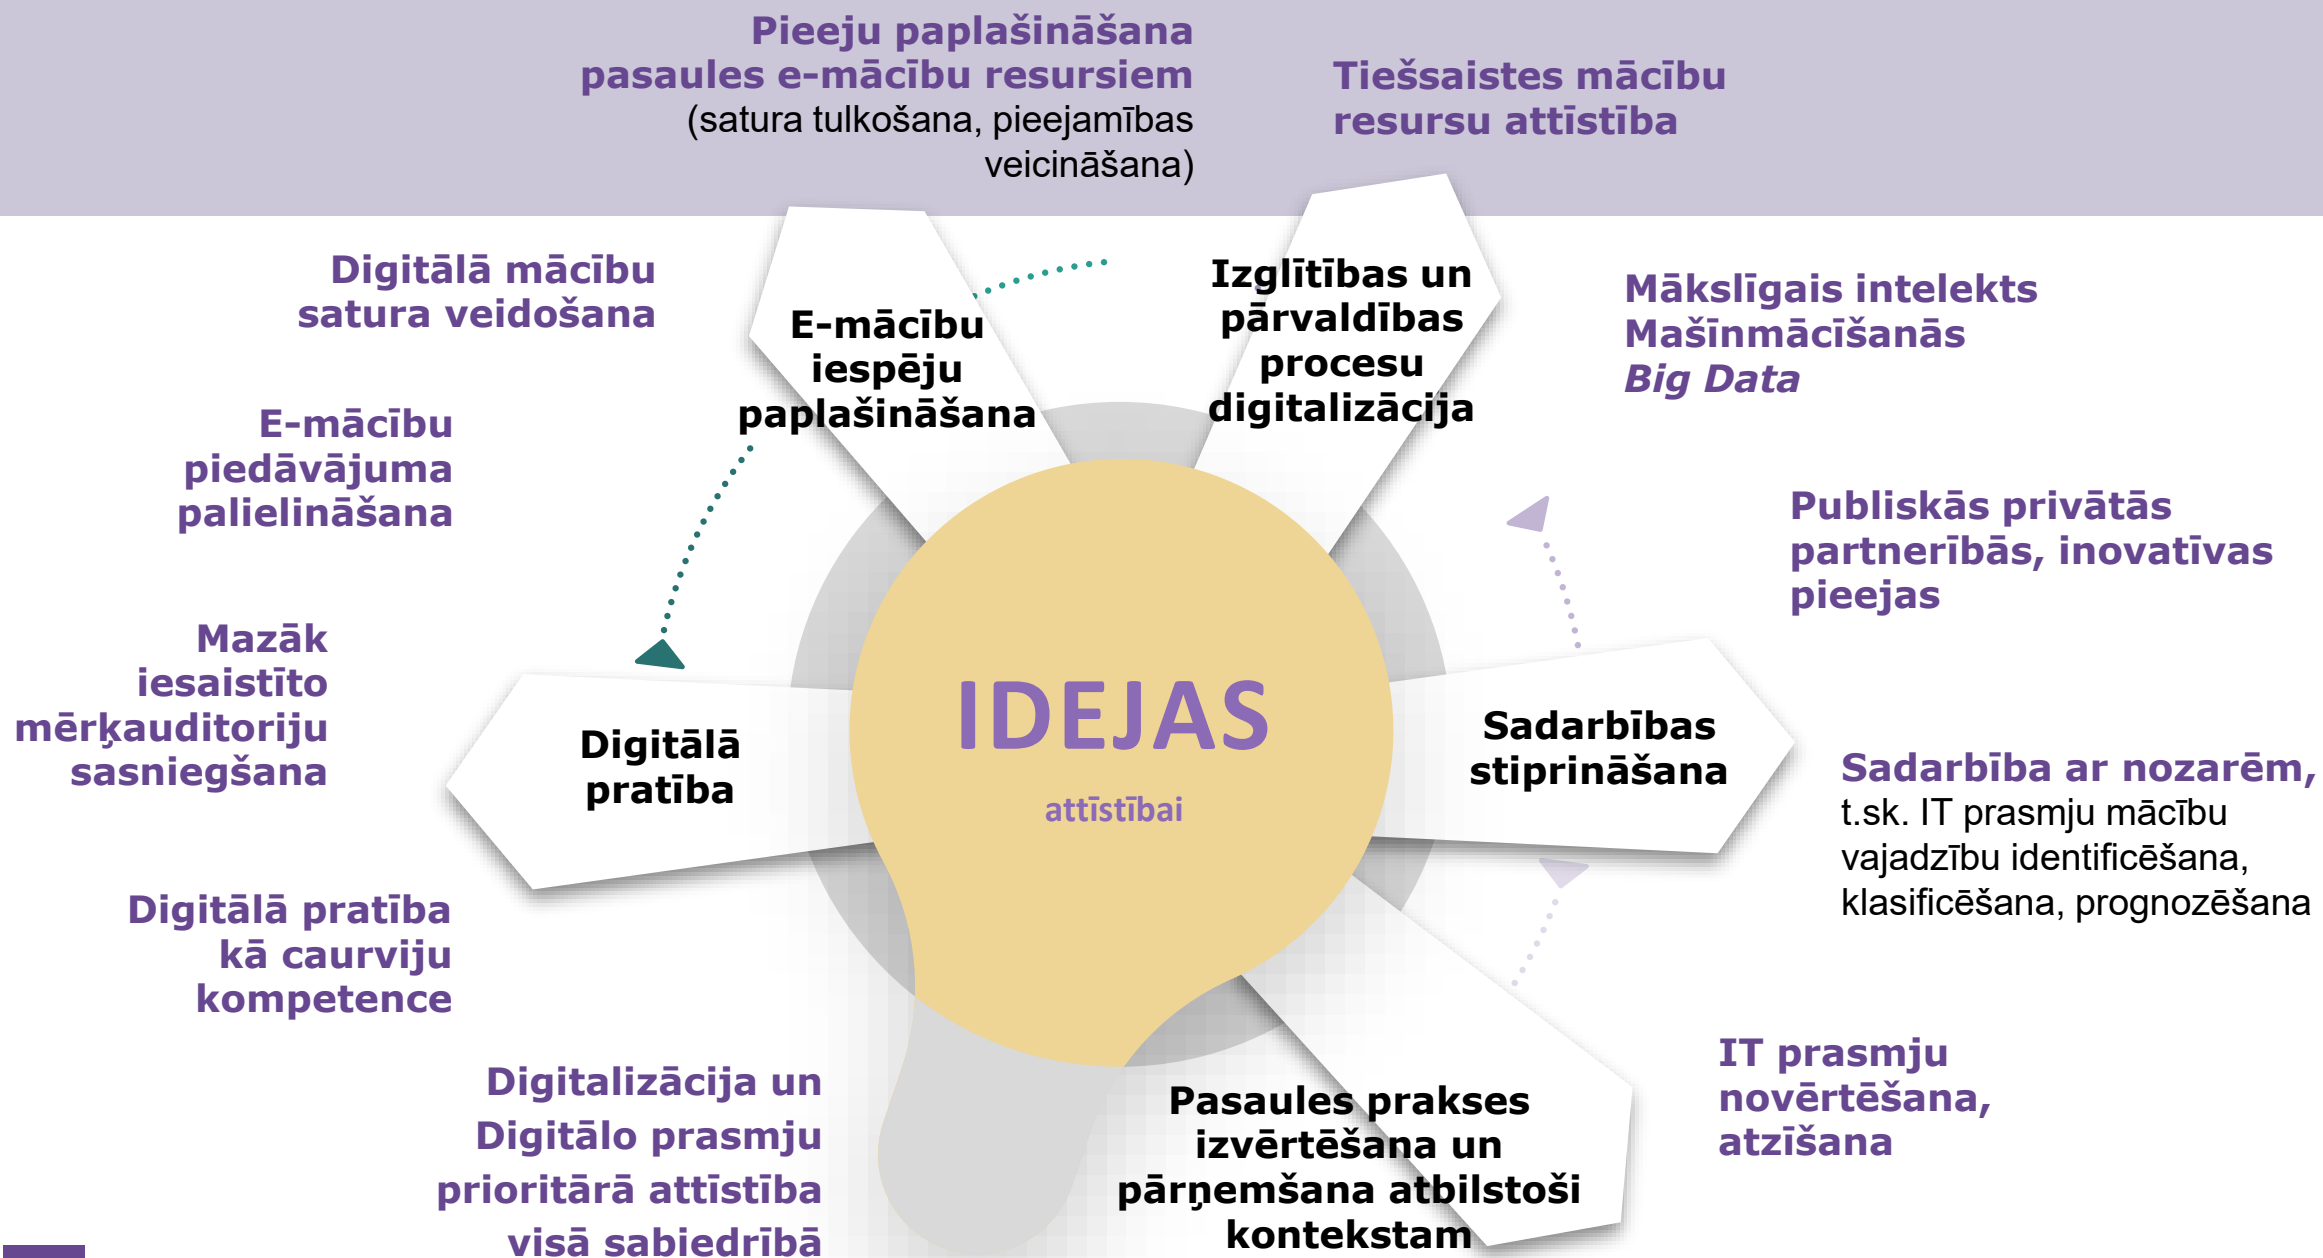 Pieeju paplašināšana
pasaules e-mācību resursiem
(satura tulkošana, pieejamības
veicināšana)
Tiešsaistes mācību
resursu attīstība
Digitālā mācību
satura veidošana
E-mācību
iespēju
paplašināšana
Izglītības un
pārvaldības
procesu
digitalizācija
Mākslīgais intelekts
Mašīnmācīšanās
Big Data
E-mācību
piedāvājuma
palielināšana
Publiskās privātās
partnerībās, inovatīvas
pieejas
Mazāk
iesaistīto
mērķauditoriju
sasniegšana
Digitālā
pratība
IDEJAS
attīstībai
Sadarbības
stiprināšana
Sadarbība ar nozarēm,
t.sk. IT prasmju mācību
vajadzību identificēšana,
klasificēšana, prognozēšana
Digitālā pratība
kā caurviju
kompetence
Digitalizācija un
Digitālo prasmju
prioritārā attīstība
visā sabiedrībā
Pasaules prakses
izvērtēšana un
pārņemšana atbilstoši
kontekstam
IT prasmju
novērtēšana,
atzīšana